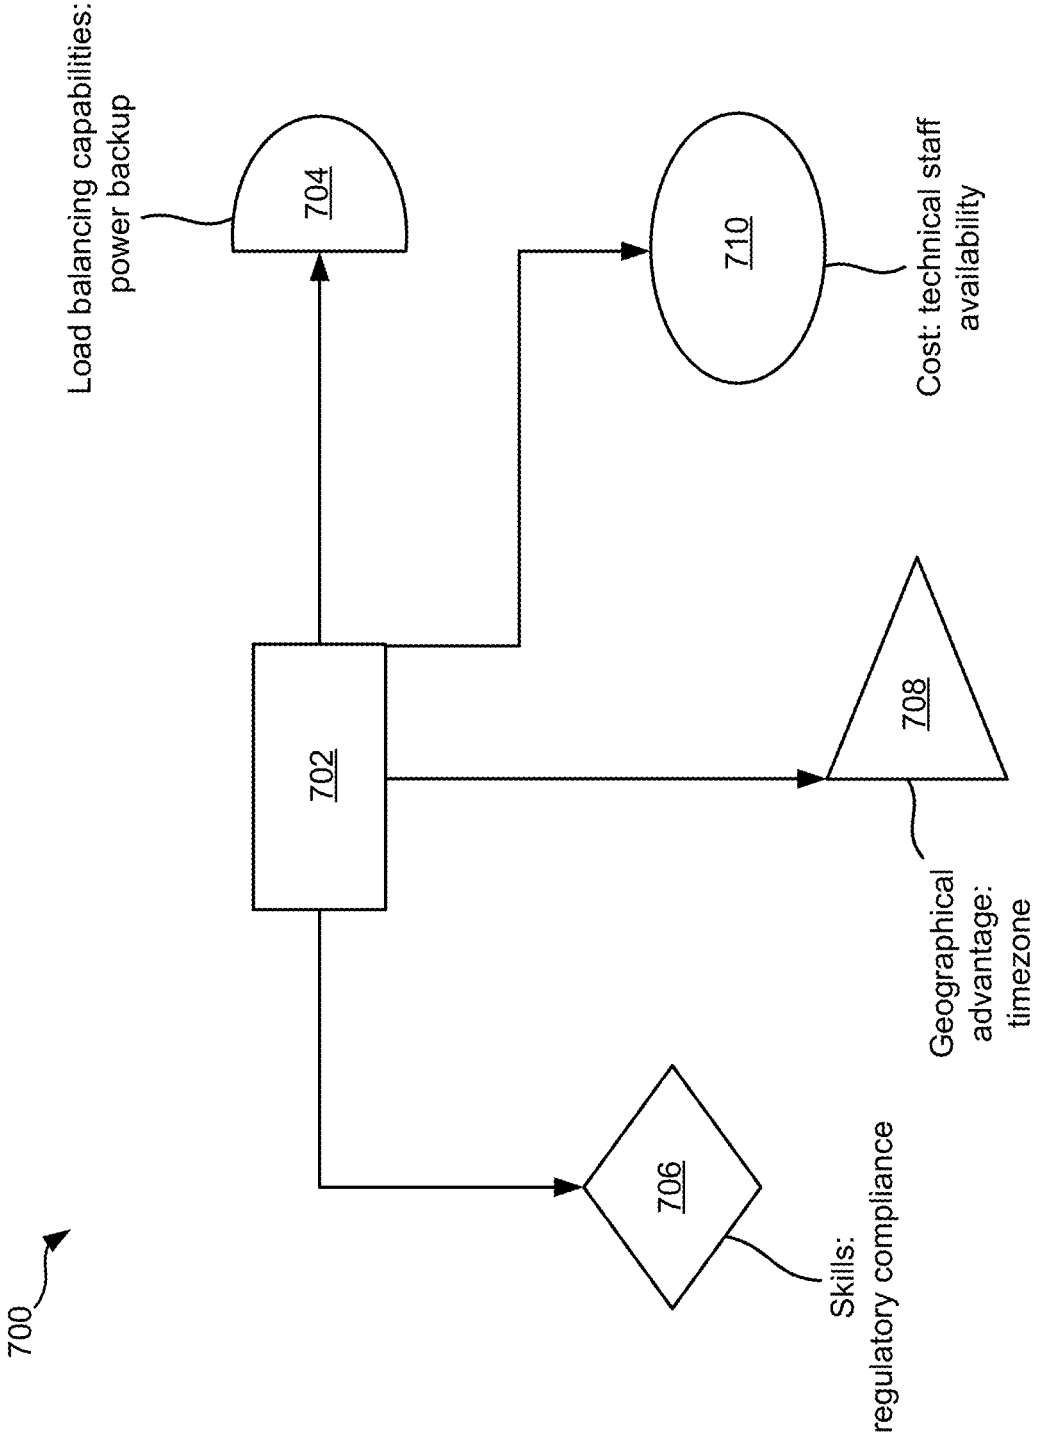 700
702
Load balancing capabilities:
power backup
704
706
Skills:
regulatory compliance
708
Geographical
advantage:
timezone
710
Cost: technical staff
availability